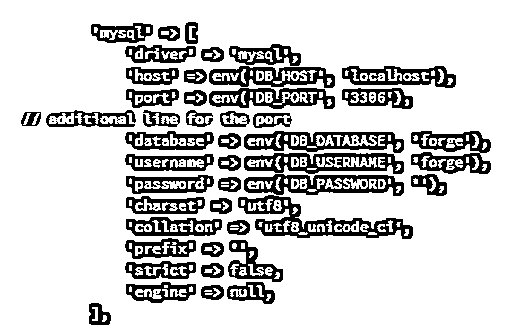 'mysql' => [
'driver' => 'mysql',
'host' => env('DB_HOST', 'localhost'),
'port' => env('DB_PORT', '3306'),
// additional line for the port
'database' => env('DB_DATABASE', 'forge'),
'username' => env('DB_USERNAME', 'forge'),
'password' => env('DB_PASSWORD', ''),
'charset' => 'utf8',
'collation' => 'utf8_unicode_ci',
'prefix' => '',
'strict' => false,
'engine' => null,
],